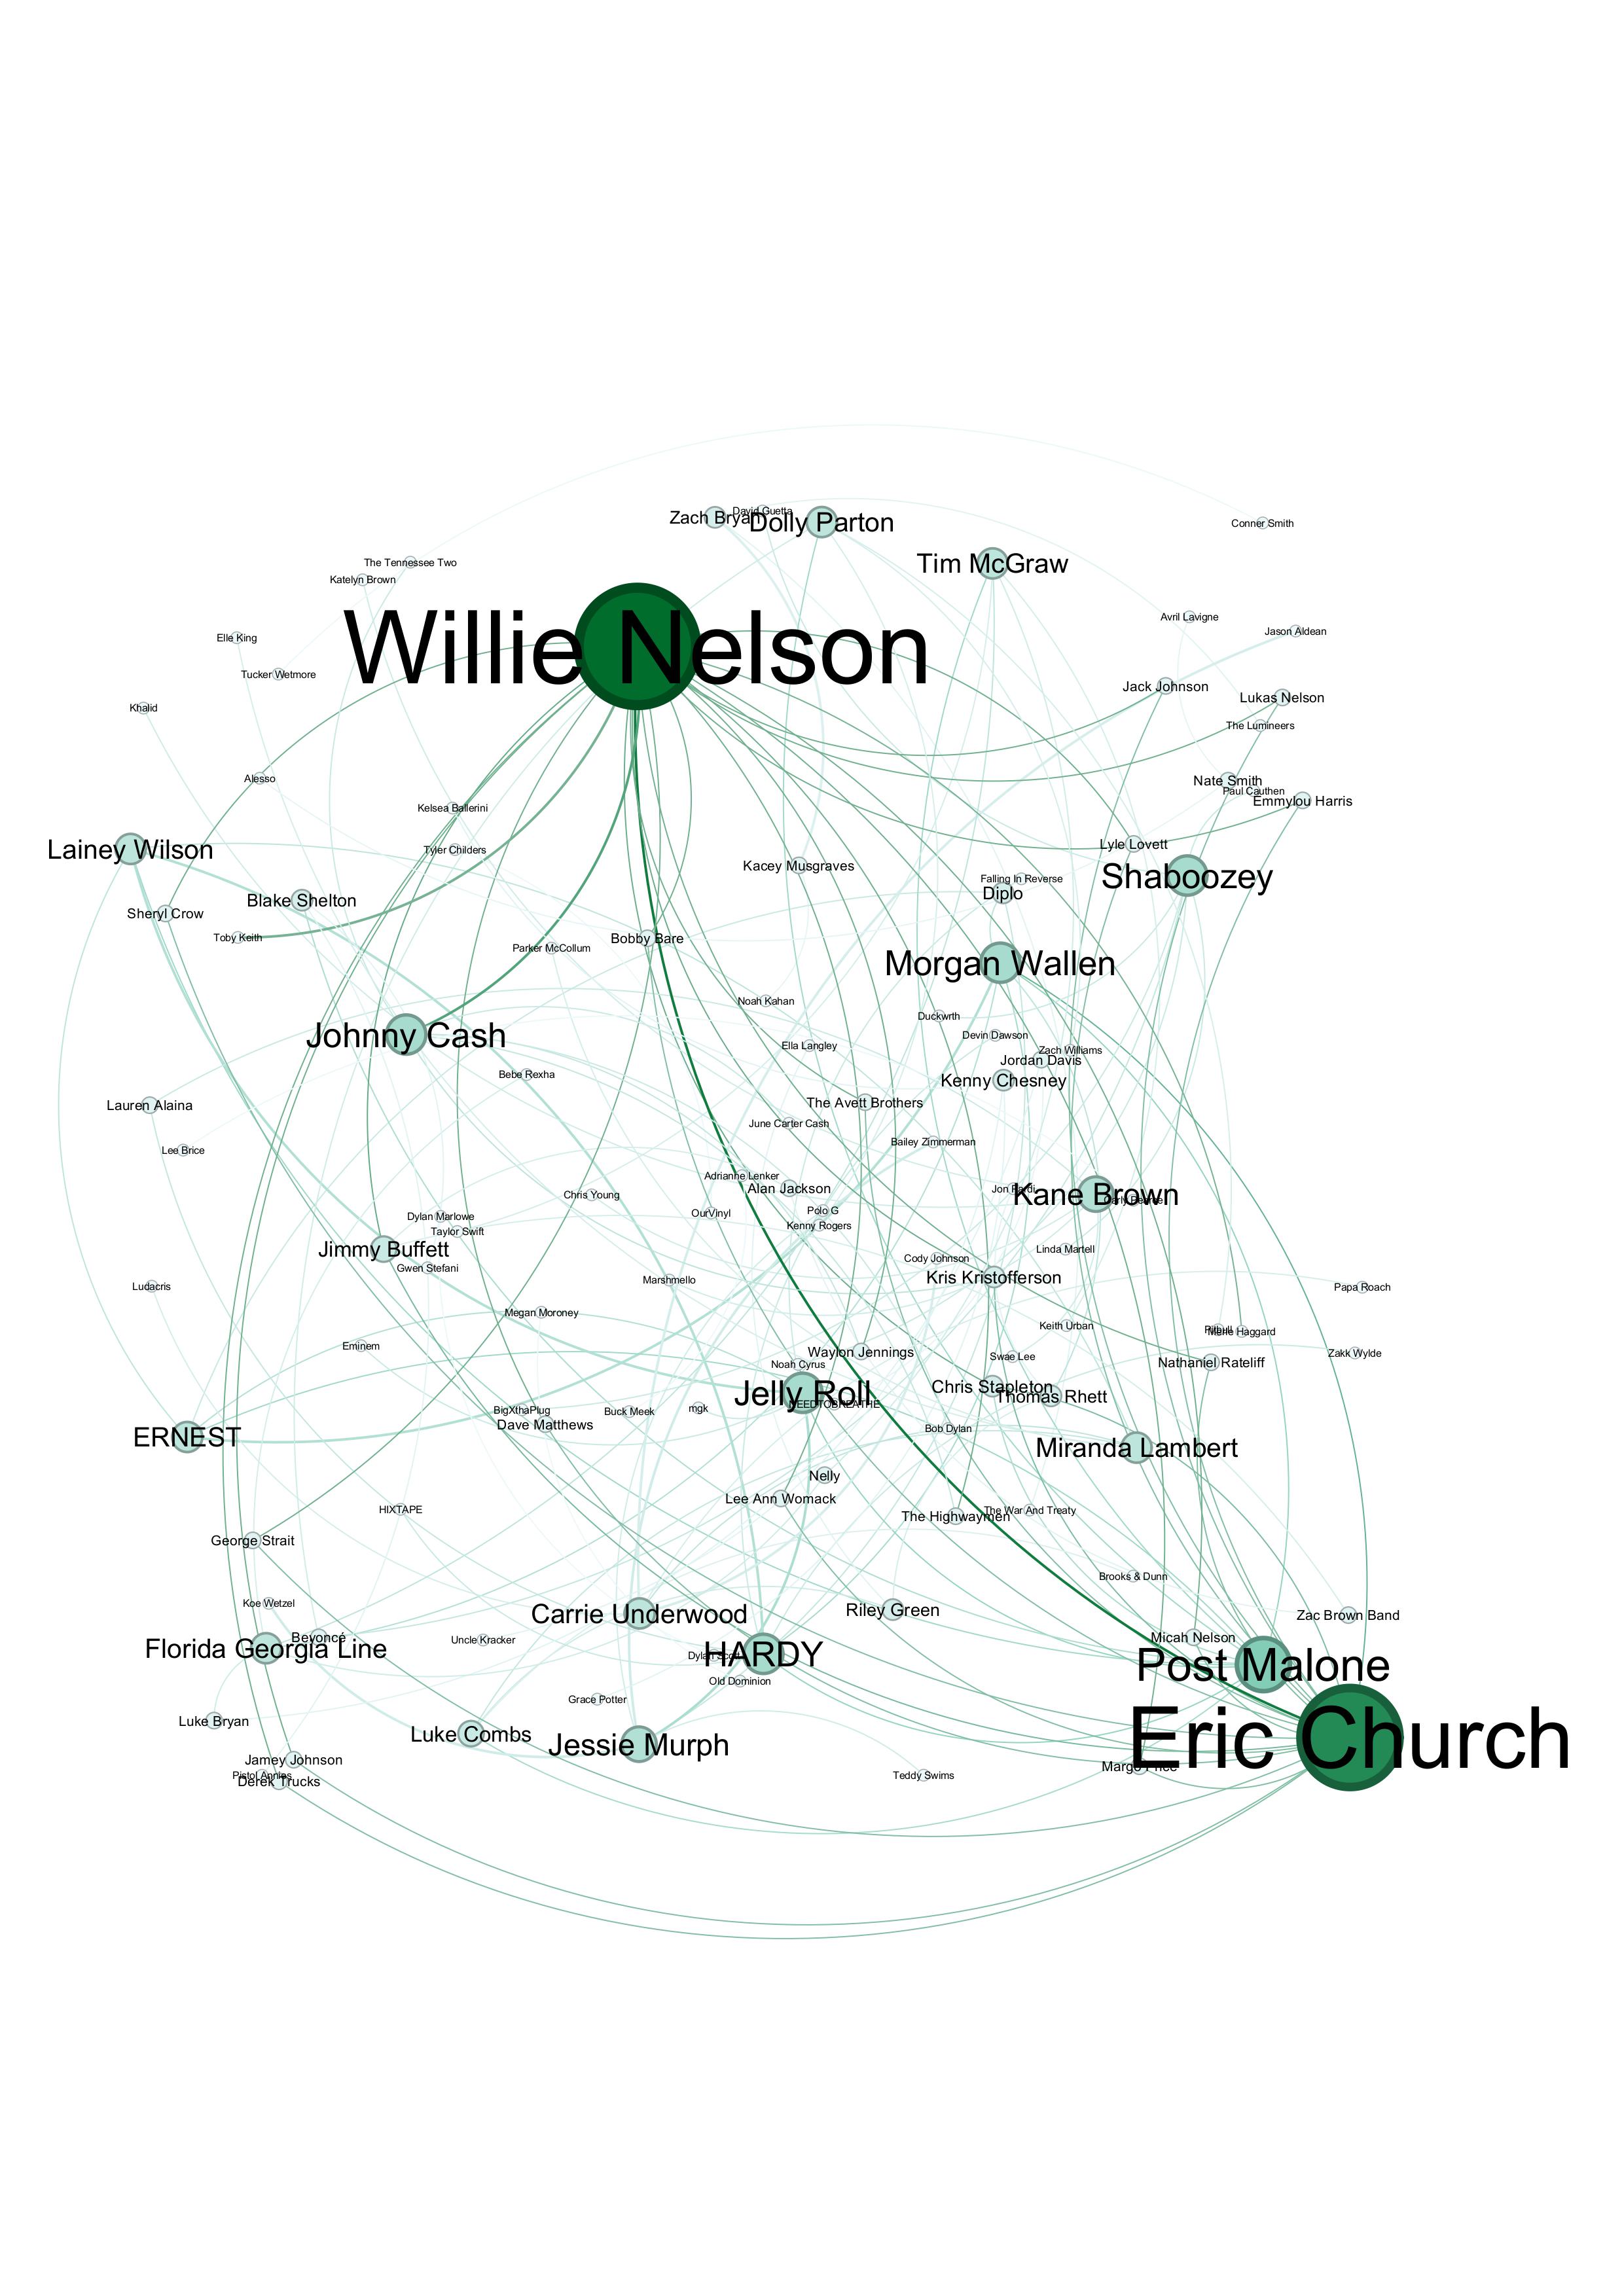 Zach Bryan
David Guetta
Dolly Parton
Conner Smith
The Tennessee Two
Tim McGraw
Katelyn Brown
Avril Lavigne
Jason Aldean
Elle King
Willie Nelson
Tucker Wetmore
Jack Johnson
Lukas Nelson
Khalid
The Lumineers
Alesso
Nate Smith
Paul Cauthen
Emmylou Harris
Kelsea Ballerini
Lyle Lovett
Lainey Wilson
Tyler Childers
Kacey Musgraves
Shaboozey
Falling In Reverse
Diplo
Blake Shelton
Sheryl Crow
Toby Keith
Bobby Bare
Parker McCollum
Morgan Wallen
Noah Kahan
Duckwrth
Johnny Cash
Devin Dawson
Ella Langley
Zach Williams
Jordan Davis
Bebe Rexha
Kenny Chesney
Lauren Alaina
The Avett Brothers
June Carter Cash
Bailey Zimmerman
Lee Brice
Adrianne Lenker
Alan Jackson
Jon Pardi
Kane Brown
Carly Pearce
Chris Young
Polo G
OurVinyl
Dylan Marlowe
Kenny Rogers
Taylor Swift
Jimmy Buffett
Linda Martell
Cody Johnson
Gwen Stefani
Kris Kristofferson
Marshmello
Ludacris
Papa Roach
Megan Moroney
Keith Urban
Pitbull
Merle Haggard
Eminem
Waylon Jennings
Zakk Wylde
Swae Lee
Noah Cyrus
Nathaniel Rateliff
Chris Stapleton
Jelly Roll
Thomas Rhett
NEEDTOBREATHE
mgk
BigXthaPlug
Buck Meek
Dave Matthews
Bob Dylan
ERNEST
Miranda Lambert
Nelly
Lee Ann Womack
HIXTAPE
The War And Treaty
The Highwaymen
George Strait
Brooks & Dunn
Koe Wetzel
Riley Green
Carrie Underwood
Zac Brown Band
Beyoncé
Micah Nelson
Uncle Kracker
Florida Georgia Line
HARDY
Dylan Scott
Post Malone
Old Dominion
Grace Potter
Luke Bryan
Luke Combs
Eric Church
Jessie Murph
Jamey Johnson
Margo Price
Pistol Annies
Teddy Swims
Derek Trucks